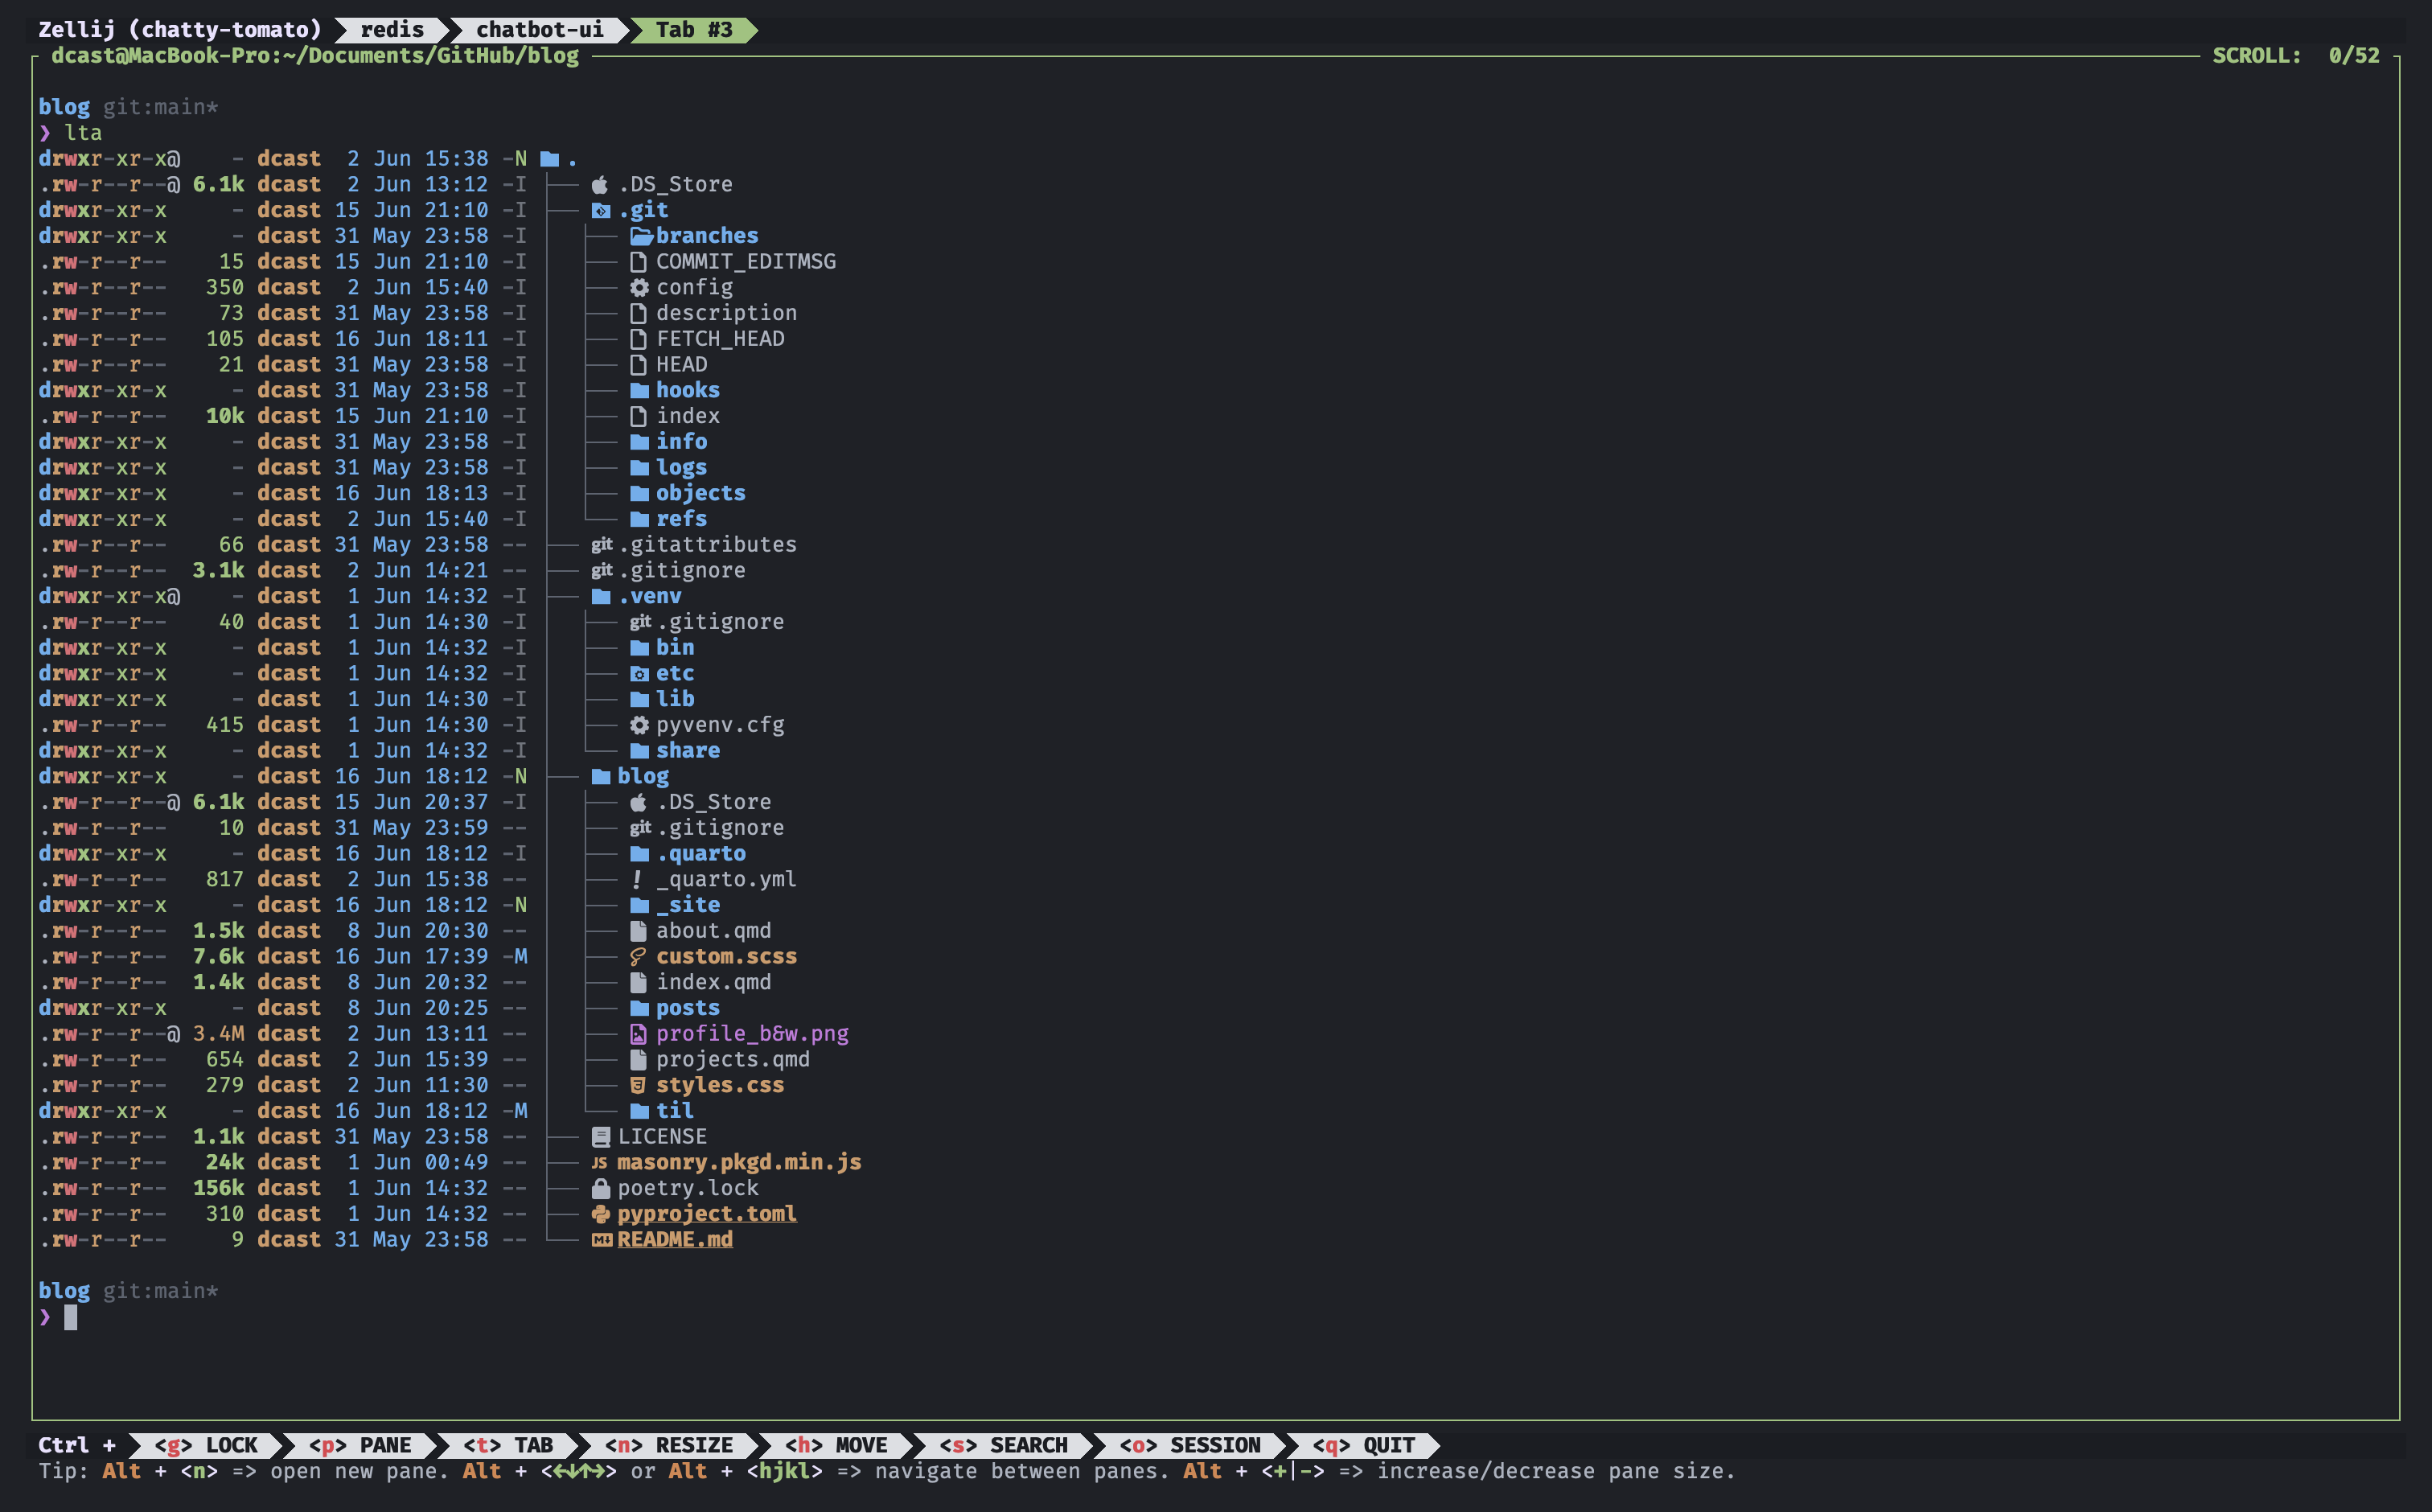 Zellij (chatty-tomato) redis chatbot-ui Tab #3
dcast@MacBook-Pro:~/Documents/GitHub/blog SCROLL: 0/52
blog git:main*
❯ lta
drwxr-xr-x@ - dcast 2 Jun 15:38 -N .
.rw-r--r--@ 6.1k dcast 2 Jun 13:12 -I .DS_Store
drwxr-xr-x - dcast 15 Jun 21:10 -I .git
drwxr-xr-x - dcast 31 May 23:58 -I branches
.rw-r--r-- 15 dcast 15 Jun 21:10 -I COMMIT_EDITMSG
.rw-r--r-- 350 dcast 2 Jun 15:40 -I config
.rw-r--r-- 73 dcast 31 May 23:58 -I description
.rw-r--r-- 105 dcast 16 Jun 18:11 -I FETCH_HEAD
.rw-r--r-- 21 dcast 31 May 23:58 -I HEAD
drwxr-xr-x - dcast 31 May 23:58 -I hooks
.rw-r--r-- 10k dcast 15 Jun 21:10 -I index
drwxr-xr-x - dcast 31 May 23:58 -I info
drwxr-xr-x - dcast 31 May 23:58 -I logs
drwxr-xr-x - dcast 16 Jun 18:13 -I objects
drwxr-xr-x - dcast 2 Jun 15:40 -I refs
.rw-r--r-- 66 dcast 31 May 23:58 -- git .gitattributes
.rw-r--r-- 3.1k dcast 2 Jun 14:21 -- git .gitignore
drwxr-xr-x@ - dcast 1 Jun 14:32 -I .venv
.rw-r--r-- 40 dcast 1 Jun 14:30 -I git .gitignore
drwxr-xr-x - dcast 1 Jun 14:32 -I bin
drwxr-xr-x - dcast 1 Jun 14:32 -I etc
drwxr-xr-x - dcast 1 Jun 14:30 -I lib
.rw-r--r-- 415 dcast 1 Jun 14:30 -I pyvenv.cfg
drwxr-xr-x - dcast 1 Jun 14:32 -I share
drwxr-xr-x - dcast 16 Jun 18:12 -N blog
.rw-r--r--@ 6.1k dcast 15 Jun 20:37 -I .DS_Store
.rw-r--r-- 10 dcast 31 May 23:59 -- git .gitignore
drwxr-xr-x - dcast 16 Jun 18:12 -I .quarto
.rw-r--r-- 817 dcast 2 Jun 15:38 -- ! _quarto.yml
drwxr-xr-x - dcast 16 Jun 18:12 -N _site
.rw-r--r-- 1.5k dcast 8 Jun 20:30 -- about.qmd
.rw-r--r-- 7.6k dcast 16 Jun 17:39 -M custom.scss
.rw-r--r-- 1.4k dcast 8 Jun 20:32 -- index.qmd
drwxr-xr-x - dcast 8 Jun 20:25 -- posts
.rw-r--r--@ 3.4M dcast 2 Jun 13:11 -- profile_b&w.png
.rw-r--r-- 654 dcast 2 Jun 15:39 -- projects.qmd
.rw-r--r-- 279 dcast 2 Jun 11:30 -- styles.css
drwxr-xr-x - dcast 16 Jun 18:12 -M til
.rw-r--r-- 1.1k dcast 31 May 23:58 -- LICENSE
.rw-r--r-- 24k dcast 1 Jun 00:49 -- JS masonry.pkgd.min.js
.rw-r--r-- 156k dcast 1 Jun 14:32 -- poetry.lock
.rw-r--r-- 310 dcast 1 Jun 14:32 -- pyproject.toml
.rw-r--r-- 9 dcast 31 May 23:58 -- README.md
blog git:main*
❯
Ctrl + <g> LOCK <p> PANE <t> TAB <n> RESIZE <h> MOVE <s> SEARCH <o> SESSION <q> QUIT
Tip: Alt + <n> => open new pane. Alt + <←↓↑→> or Alt + <hjkl> => navigate between panes. Alt + <+|-> => increase/decrease pane size.